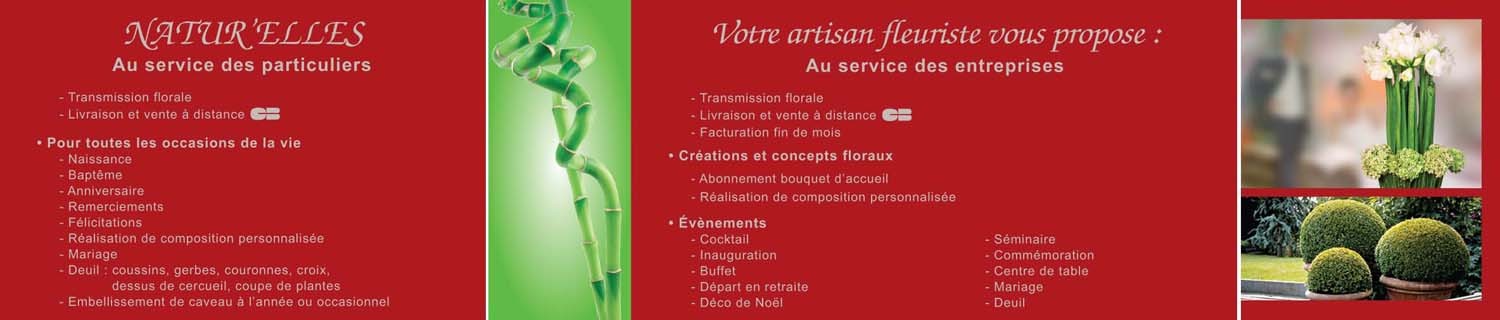 NATUR'ELLES
Au service des particuliers
- Transmission florale
- Livraison et vente à distance CB
• Pour toutes les occasions de la vie
- Naissance
- Baptême
- Anniversaire
- Remerciements
- Félicitations
- Réalisation de composition personnalisée
- Mariage
- Deuil : coussins, gerbes, couronnes, croix,
dessus de cercueil, coupe de plantes
- Embellissement de caveau à l'année ou occasionnel
Votre artisan fleuriste vous propose :
Au service des entreprises
- Transmission florale
- Livraison et vente à distance CB
- Facturation fin de mois
• Créations et concepts floraux
- Abonnement bouquet d'accueil
- Réalisation de composition personnalisée
• Évènements
- Cocktail
- Inauguration
- Buffet
- Départ en retraite
- Déco de Noël
- Séminaire
- Commémoration
- Centre de table
- Mariage
- Deuil